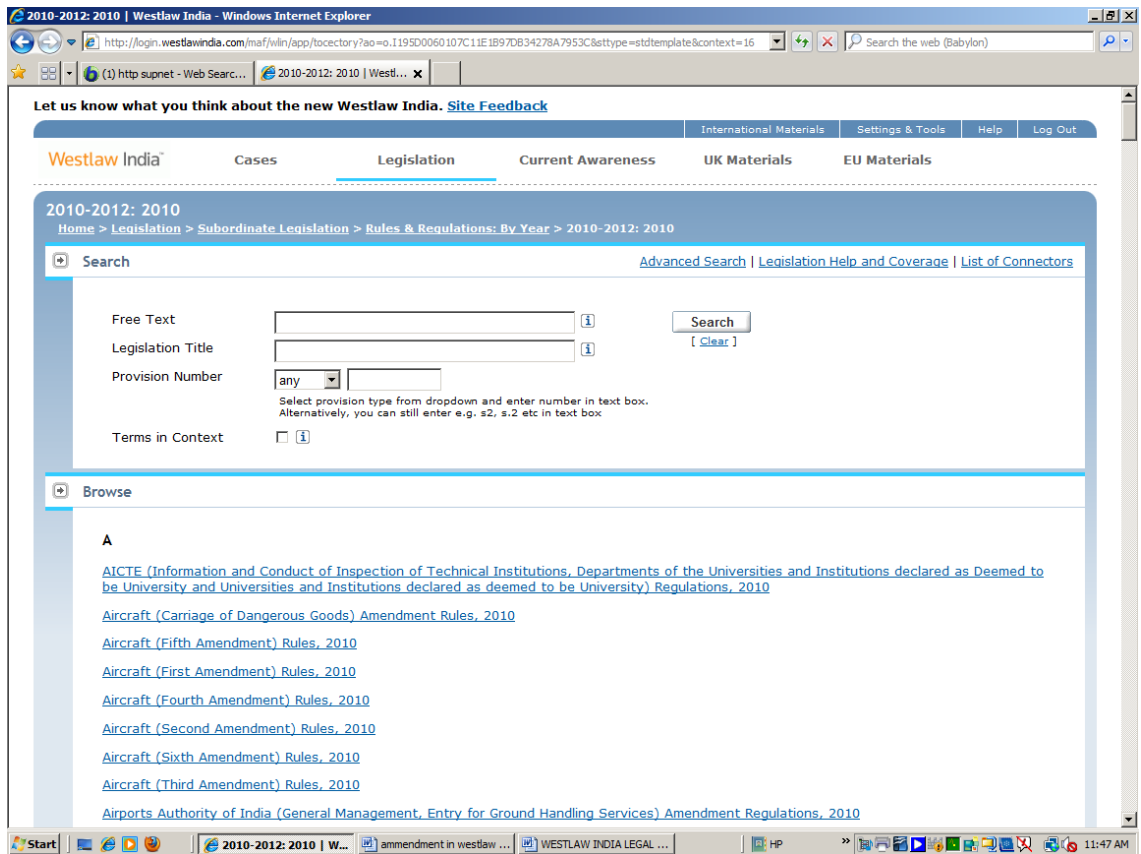 2010-2012: 2010 | Westlaw India - Windows Internet Explorer
http://login.westlawindia.com/maf/wlin/app/tocectory?ao=o.I195D0060107C11E1B97DB34278A7953C&sttype=stdtemplate&context=16
Search the web (Babylon)
(1) http supnet - Web Searc...
2010-2012: 2010 | Westl...
Let us know what you think about the new Westlaw India. Site Feedback
International Materials Settings & Tools Help Log Out
Westlaw India Cases Legislation Current Awareness UK Materials EU Materials
2010-2012: 2010
Home > Legislation > Subordinate Legislation > Rules & Regulations: By Year > 2010-2012: 2010
Search Advanced Search | Legislation Help and Coverage | List of Connectors
Free Text Search
Legislation Title [ Clear ]
Provision Number any
Select provision type from dropdown and enter number in text box.
Alternatively, you can still enter e.g. s2, s.2 etc in text box
Terms in Context
Browse
A
AICTE (Information and Conduct of Inspection of Technical Institutions, Departments of the Universities and Institutions declared as Deemed to
be University and Universities and Institutions declared as deemed to be University) Regulations, 2010
Aircraft (Carriage of Dangerous Goods) Amendment Rules, 2010
Aircraft (Fifth Amendment) Rules, 2010
Aircraft (First Amendment) Rules, 2010
Aircraft (Fourth Amendment) Rules, 2010
Aircraft (Second Amendment) Rules, 2010
Aircraft (Sixth Amendment) Rules, 2010
Aircraft (Third Amendment) Rules, 2010
Airports Authority of India (General Management, Entry for Ground Handling Services) Amendment Regulations, 2010
Start 2010-2012: 2010 | W... ammendment in westlaw ... WESTLAW INDIA LEGAL ... HP » 11:47 AM